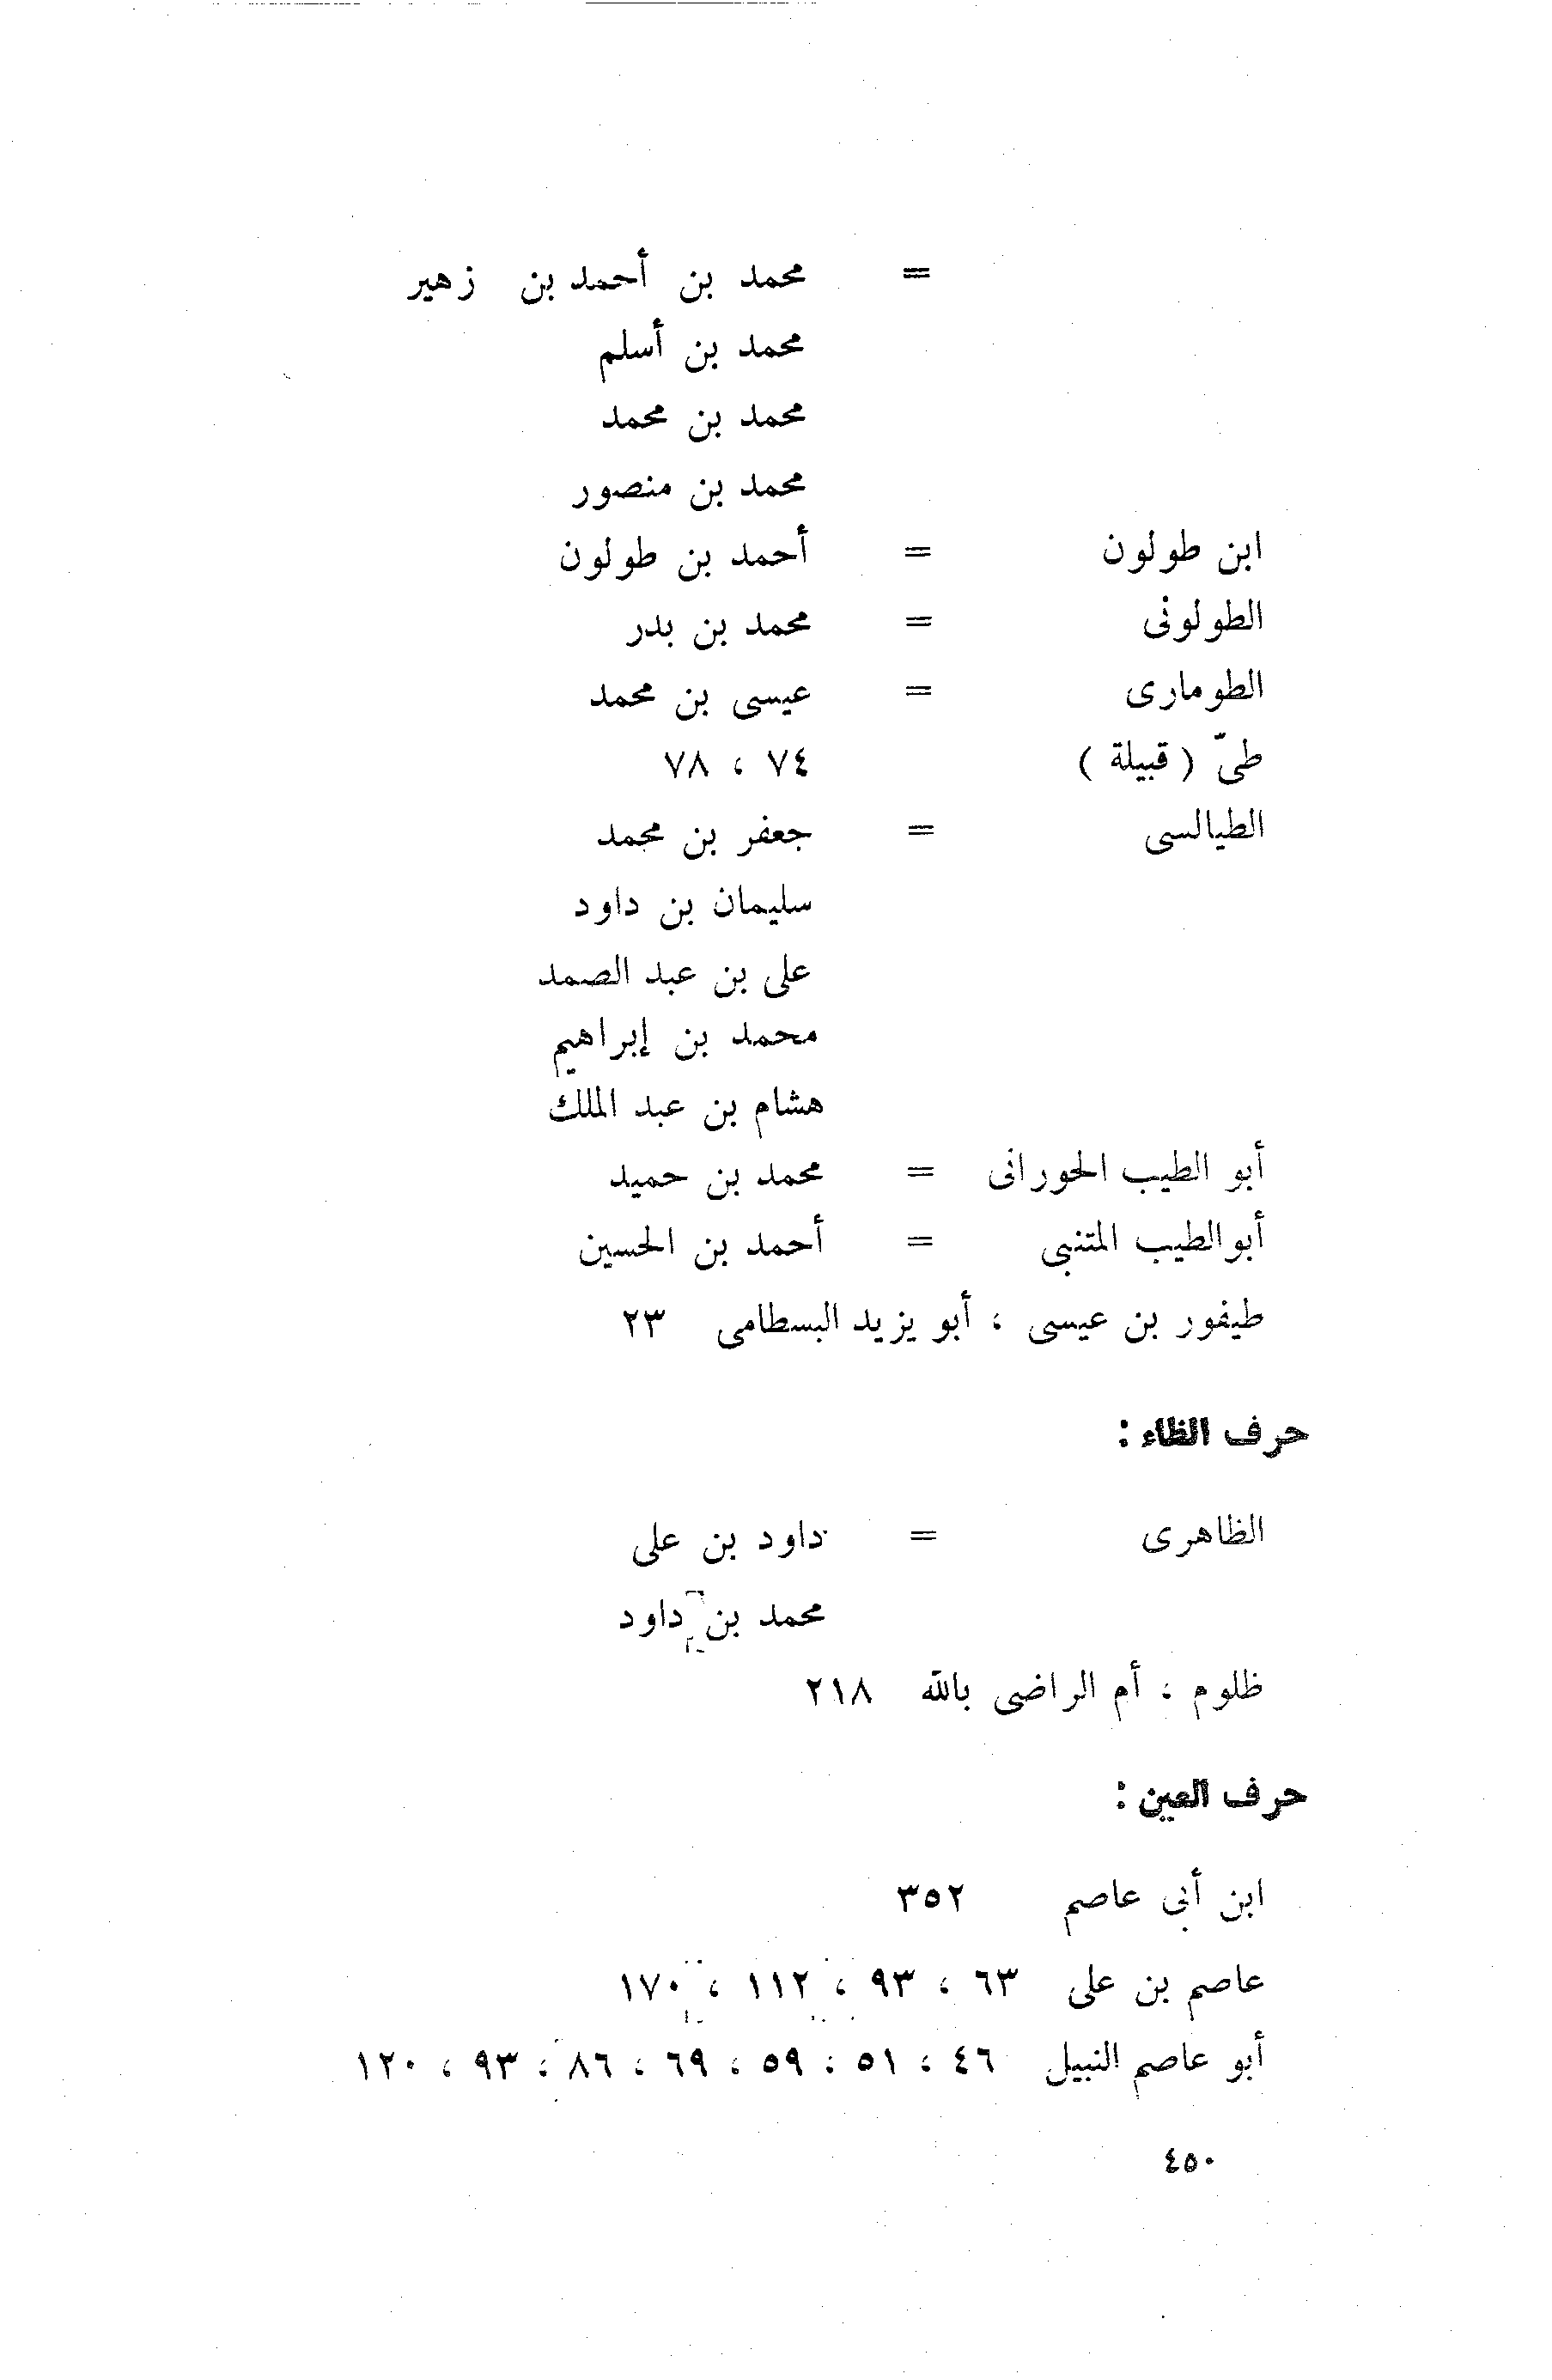 = محمد بن أحمد بن زهير
محمد بن أسلم
محمد بن محمد
محمد بن منصور
ابن طولون = أحمد بن طولون
الطولونى = محمد بن بدر
الطومارى = عيسى بن محمد
طىّ ( قبيلة ) ٧٤ ، ٧٨
الطيالسى = جعفر بن محمد
سليمان بن داود
على بن عبد الصمد
محمد بن إبراهيم
هشام بن عبد الملك
أبو الطيب الحورانى = محمد بن حميد
أبوالطيب المتنبى = أحمد بن الحسين
طيفور بن عيسى ، أبو يزيد البسطامى ٢٣
حرف الظاء :
الظاهرى = داود بن على
محمد بن داود
ظلوم ، أم الراضى بالله ٢١٨
حرف العين :
ابن أبى عاصم ٣٥٢
عاصم بن على ٦٣ ، ٩٣ ، ١١٢ ، ١٧٠
أبو عاصم النبيل ٤٦ ، ٥١ ، ٥٩ ، ٦٩ ، ٨٦ ، ٩٣ ، ١٢٠
٤٥٠